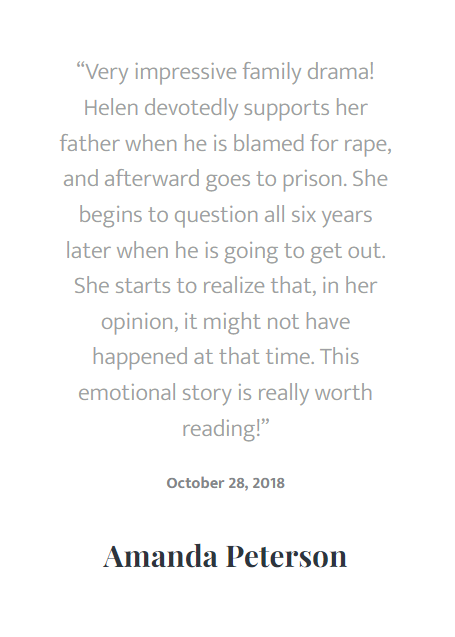 “Very impressive family drama!
Helen devotedly supports her
father when he is blamed for rape,
and afterward goes to prison. She
begins to question all six years
later when he is going to get out.
She starts to realize that, in her
opinion, it might not have
happened at that time. This
emotional story is really worth
reading!”
October 28, 2018
Amanda Peterson